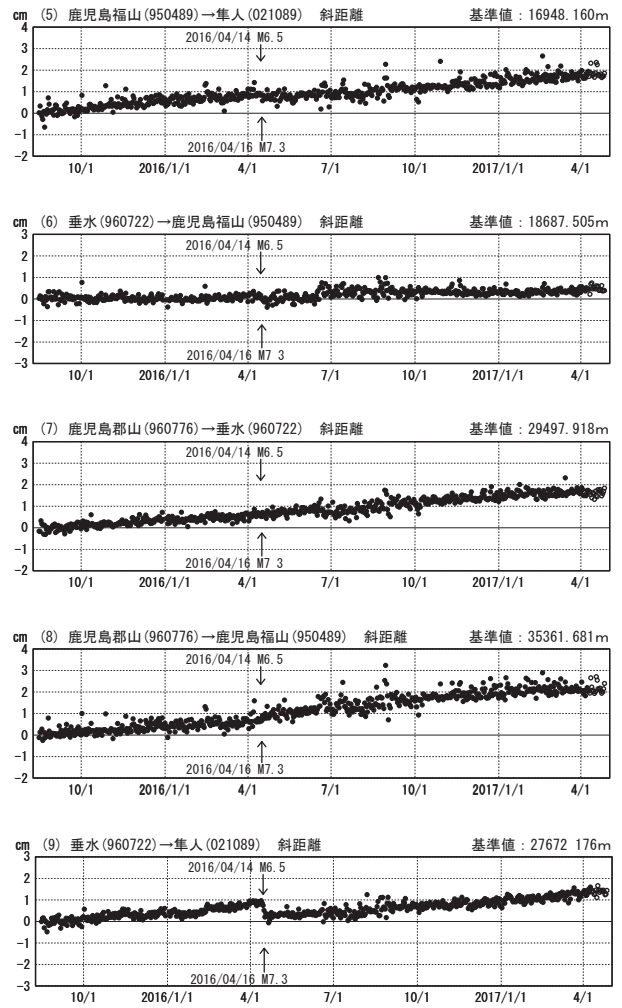 cm (5) 鹿児島福山(950489)→隼人(021089) 斜距離 基準値：16948.160m
4
2016/04/14 M6.5
3
2
1
0
-1
2016/04/16 M7.3
-2
10/1 2016/1/1 4/1 7/1 10/1 2017/1/1 4/1
cm (6) 垂水(960722)→鹿児島福山(950489) 斜距離 基準値：18687.505m
3
2016/04/14 M6.5
2
1
0
-1
-2
2016/04/16 M7 3
-3
10/1 2016/1/1 4/1 7/1 10/1 2017/1/1 4/1
cm (7) 鹿児島郡山(960776)→垂水(960722) 斜距離 基準値：29497.918m
4
2016/04/14 M6.5
3
2
1
0
-1
2016/04/16 M7 3
-2
10/1 2016/1/1 4/1 7/1 10/1 2017/1/1 4/1
cm (8) 鹿児島郡山(960776)→鹿児島福山(950489) 斜距離 基準値：35361.681m
4
2016/04/14 M6.5
3
2
1
0
-1
2016/04/16 M7.3
-2
10/1 2016/1/1 4/1 7/1 10/1 2017/1/1 4/1
cm (9) 垂水(960722)→隼人(021089) 斜距離 基準値：27672 176m
3
2016/04/14 M6.5
2
1
0
-1
-2
2016/04/16 M7.3
-3
10/1 2016/1/1 4/1 7/1 10/1 2017/1/1 4/1